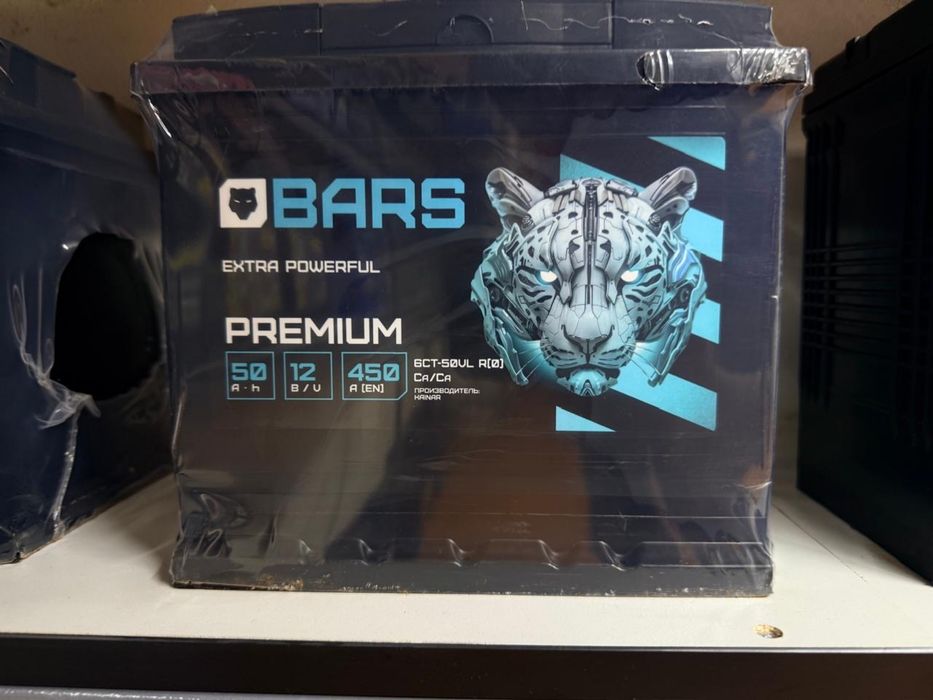 BARS
EXTRA POWERFUL
PREMIUM
50
A · h
12
B / V
450
A [EN]
6СТ-50VL R[0]
Ca/Ca
ПРОИЗВОДИТЕЛЬ:
KAINAR